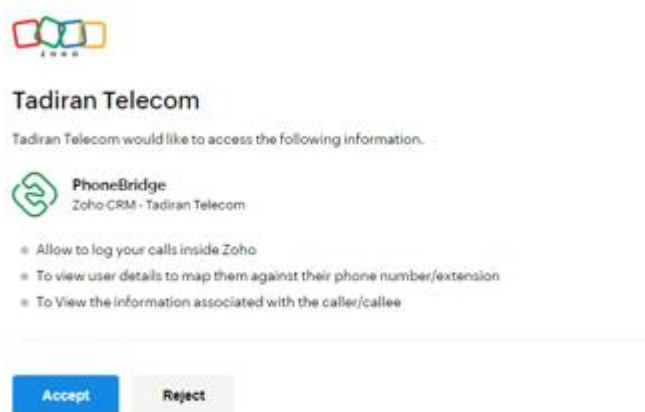 ZOHO
Tadiran Telecom
Tadiran Telecom would like to access the following information.
PhoneBridge
Zoho CRM - Tadiran Telecom
Allow to log your calls inside Zoho
To view user details to map them against their phone number/extension
To View the information associated with the caller/callee
Accept Reject